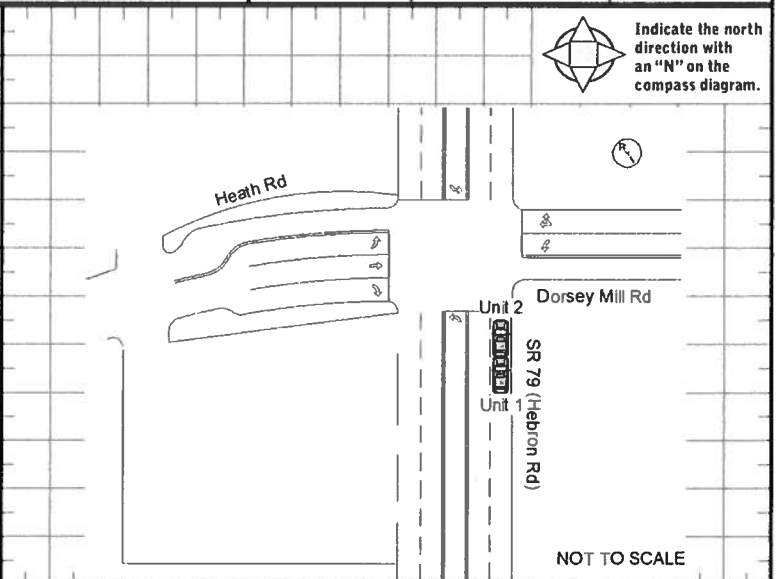 Indicate the north
direction with
an "N" on the
compass diagram.
Heath Rd
Dorsey Mill Rd
Unit 2
SR 79 (Hebron Rd)
Unit 1
NOT TO SCALE